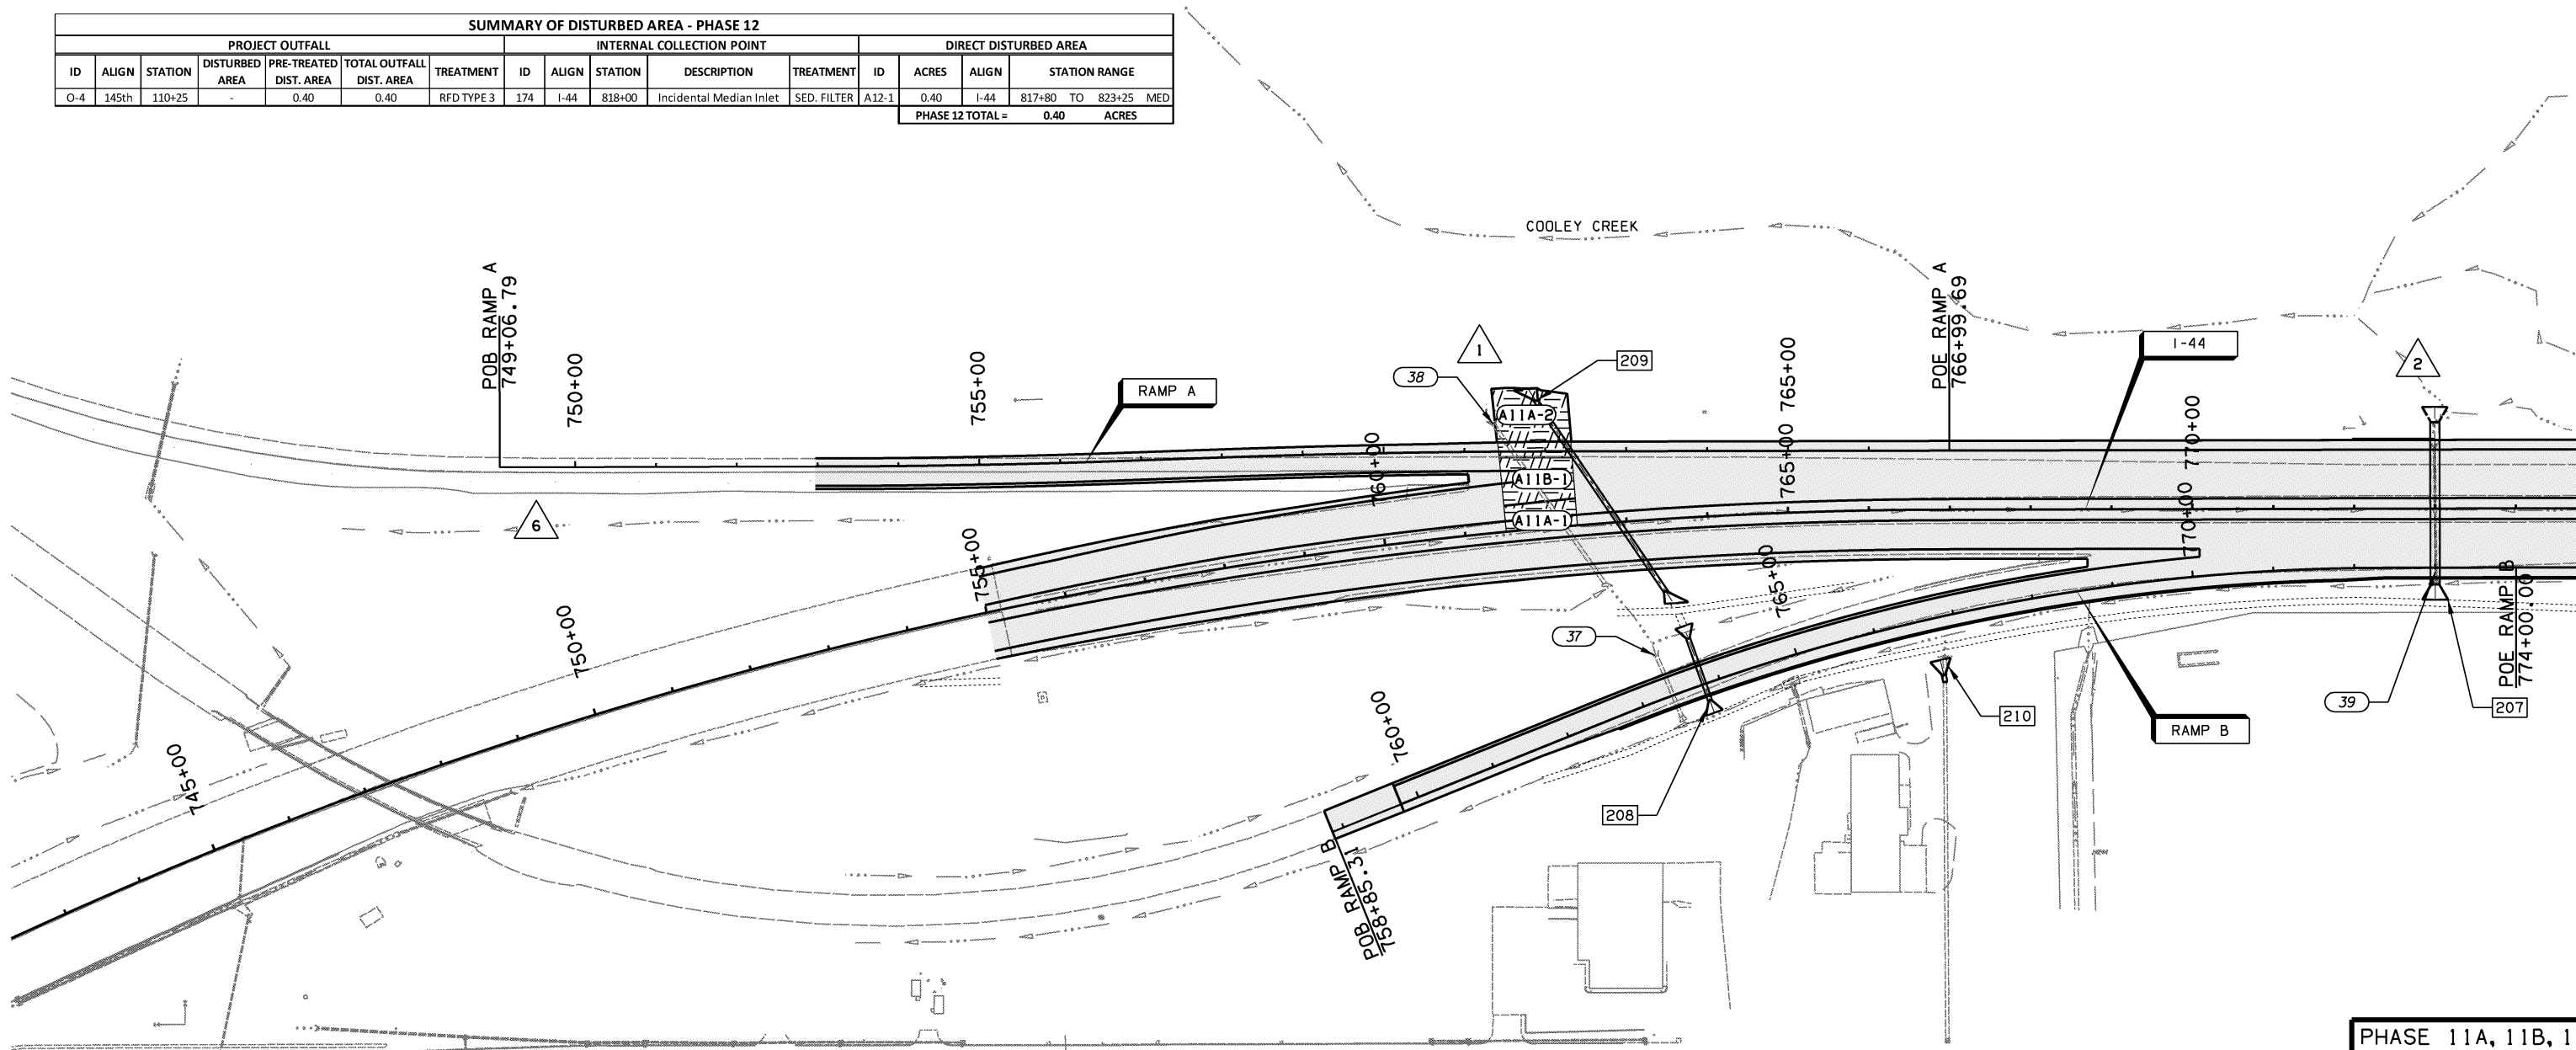 SUMMARY OF DISTURBED AREA - PHASE 12
PROJECT OUTFALL INTERNAL COLLECTION POINT DIRECT DISTURBED AREA
ID ALIGN STATION DISTURBED AREA PRE-TREATED DIST. AREA TOTAL OUTFALL DIST. AREA TREATMENT ID ALIGN STATION DESCRIPTION TREATMENT ID ACRES ALIGN STATION RANGE
O-4 145th 110+25 - 0.40 0.40 RFD TYPE 3 174 I-44 818+00 Incidental Median Inlet SED. FILTER A12-1 0.40 I-44 817+80 TO 823+25 MED
PHASE 12 TOTAL = 0.40 ACRES
COOLEY CREEK
POB RAMP A
749+06.79
750+00
755+00
RAMP A
38
1
209
765+00
POE RAMP A
766+99.69
I-44
2
770+00
A11A-2
A11B-1
A11A-1
760+00
765+00
770+00
6
755+00
750+00
745+00
37
765+00
760+00
208
210
RAMP B
39
207
POE RAMP B
774+00.00
POB RAMP B
758+85.31
PHASE 11A, 11B, 1